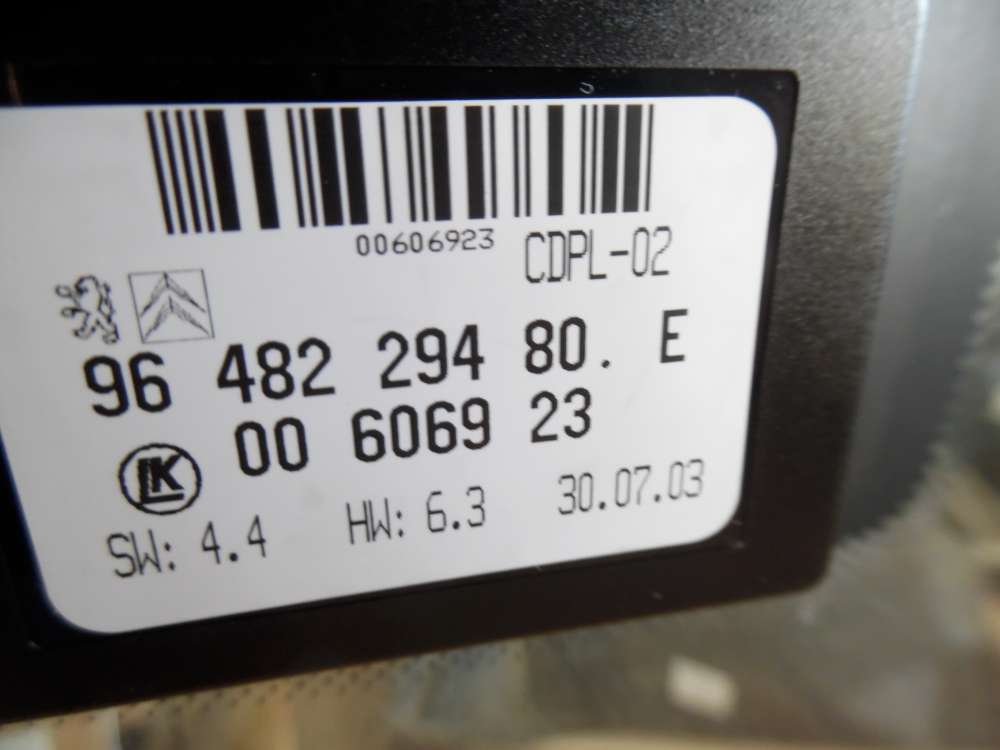 00606923
CDPL-02
96 482 294 80. E
00 6069 23
LK
SW: 4.4 HW: 6.3 30.07.03